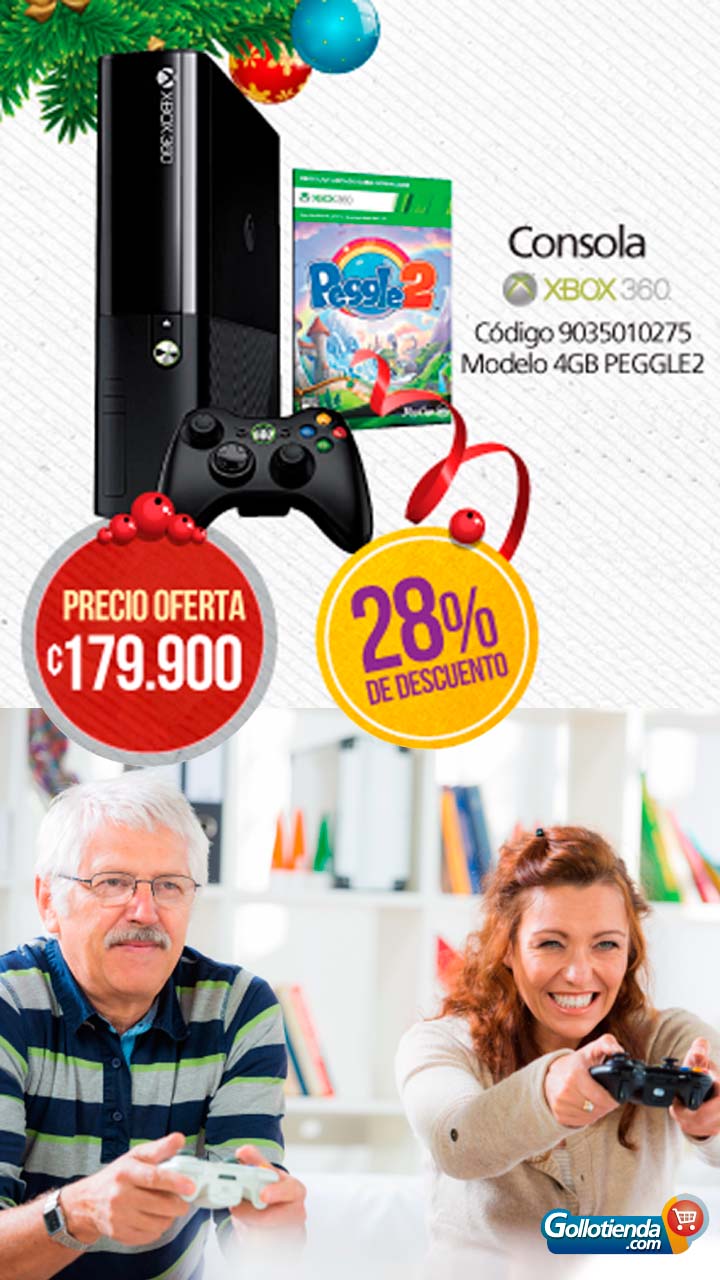 XBOX 360
XBOX 360
Peggle 2
Consola
XBOX 360
Código 9035010275
Modelo 4GB PEGGLE2
PRECIO OFERTA
₡179.900
28%
DE DESCUENTO
Gollotienda
.com